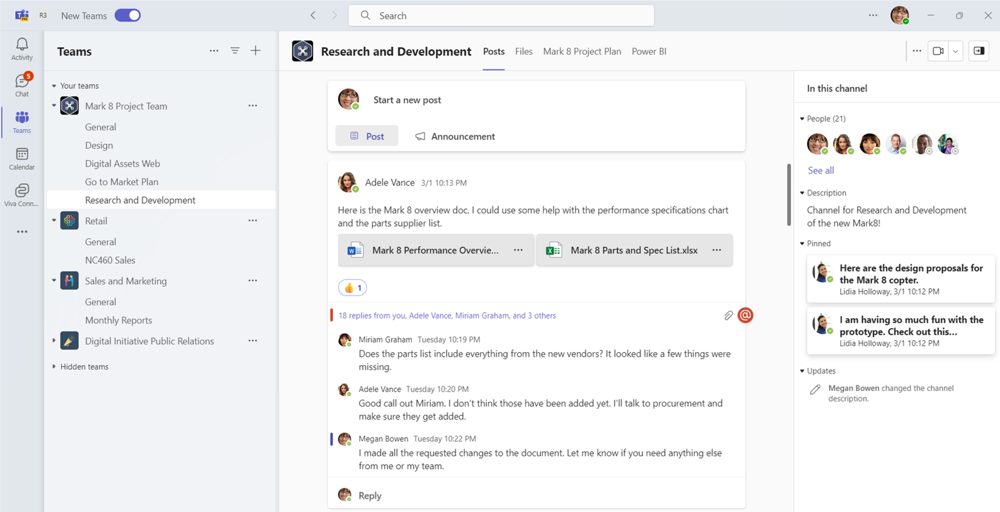 PRE
R3
New Teams
Search
Activity
5
Chat
Teams
Calendar
Viva Conn...
Teams
Your teams
Mark 8 Project Team
General
Design
Digital Assets Web
Go to Market Plan
Research and Development
Retail
General
NC460 Sales
Sales and Marketing
General
Monthly Reports
Digital Initiative Public Relations
Hidden teams
Research and Development Posts Files Mark 8 Project Plan Power BI
Start a new post
Post Announcement
Adele Vance 3/1 10:13 PM
Here is the Mark 8 overview doc. I could use some help with the performance specifications chart
and the parts supplier list.
Mark 8 Performance Overvie... Mark 8 Parts and Spec List.xlsx
1
18 replies from you, Adele Vance, Miriam Graham, and 3 others
Miriam Graham Tuesday 10:19 PM
Does the parts list include everything from the new vendors? It looked like a few things were
missing.
Adele Vance Tuesday 10:20 PM
Good call out Miriam. I don't think those have been added yet. I'll talk to procurement and
make sure they get added.
Megan Bowen Tuesday 10:22 PM
I made all the requested changes to the document. Let me know if you need anything else
from me or my team.
Reply
In this channel
People (21)
See all
Description
Channel for Research and Development
of the new Mark8!
Pinned
Here are the design proposals for
the Mark 8 copter.
Lidia Holloway, 3/1 10:12 PM
I am having so much fun with the
prototype. Check out this...
Lidia Holloway, 3/1 10:12 PM
Updates
Megan Bowen changed the channel
description.